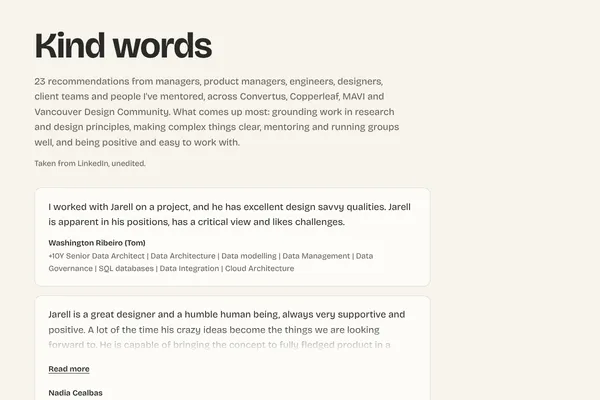 Kind words
23 recommendations from managers, product managers, engineers, designers,
client teams and people I've mentored, across Convertus, Copperleaf, MAVI and
Vancouver Design Community. What comes up most: grounding work in research
and design principles, making complex things clear, mentoring and running groups
well, and being positive and easy to work with.
Taken from LinkedIn, unedited.
I worked with Jarell on a project, and he has excellent design savvy qualities. Jarell
is apparent in his positions, has a critical view and likes challenges.
Washington Ribeiro (Tom)
+10Y Senior Data Architect | Data Architecture | Data modelling | Data Management | Data
Governance | SQL databases | Data Integration | Cloud Architecture
Jarell is a great designer and a humble human being, always very supportive and
positive. A lot of the time his crazy ideas become the things we are looking
forward to. He is capable of bringing the concept to fully fledged product in a
Read more
Nadia Cealbas